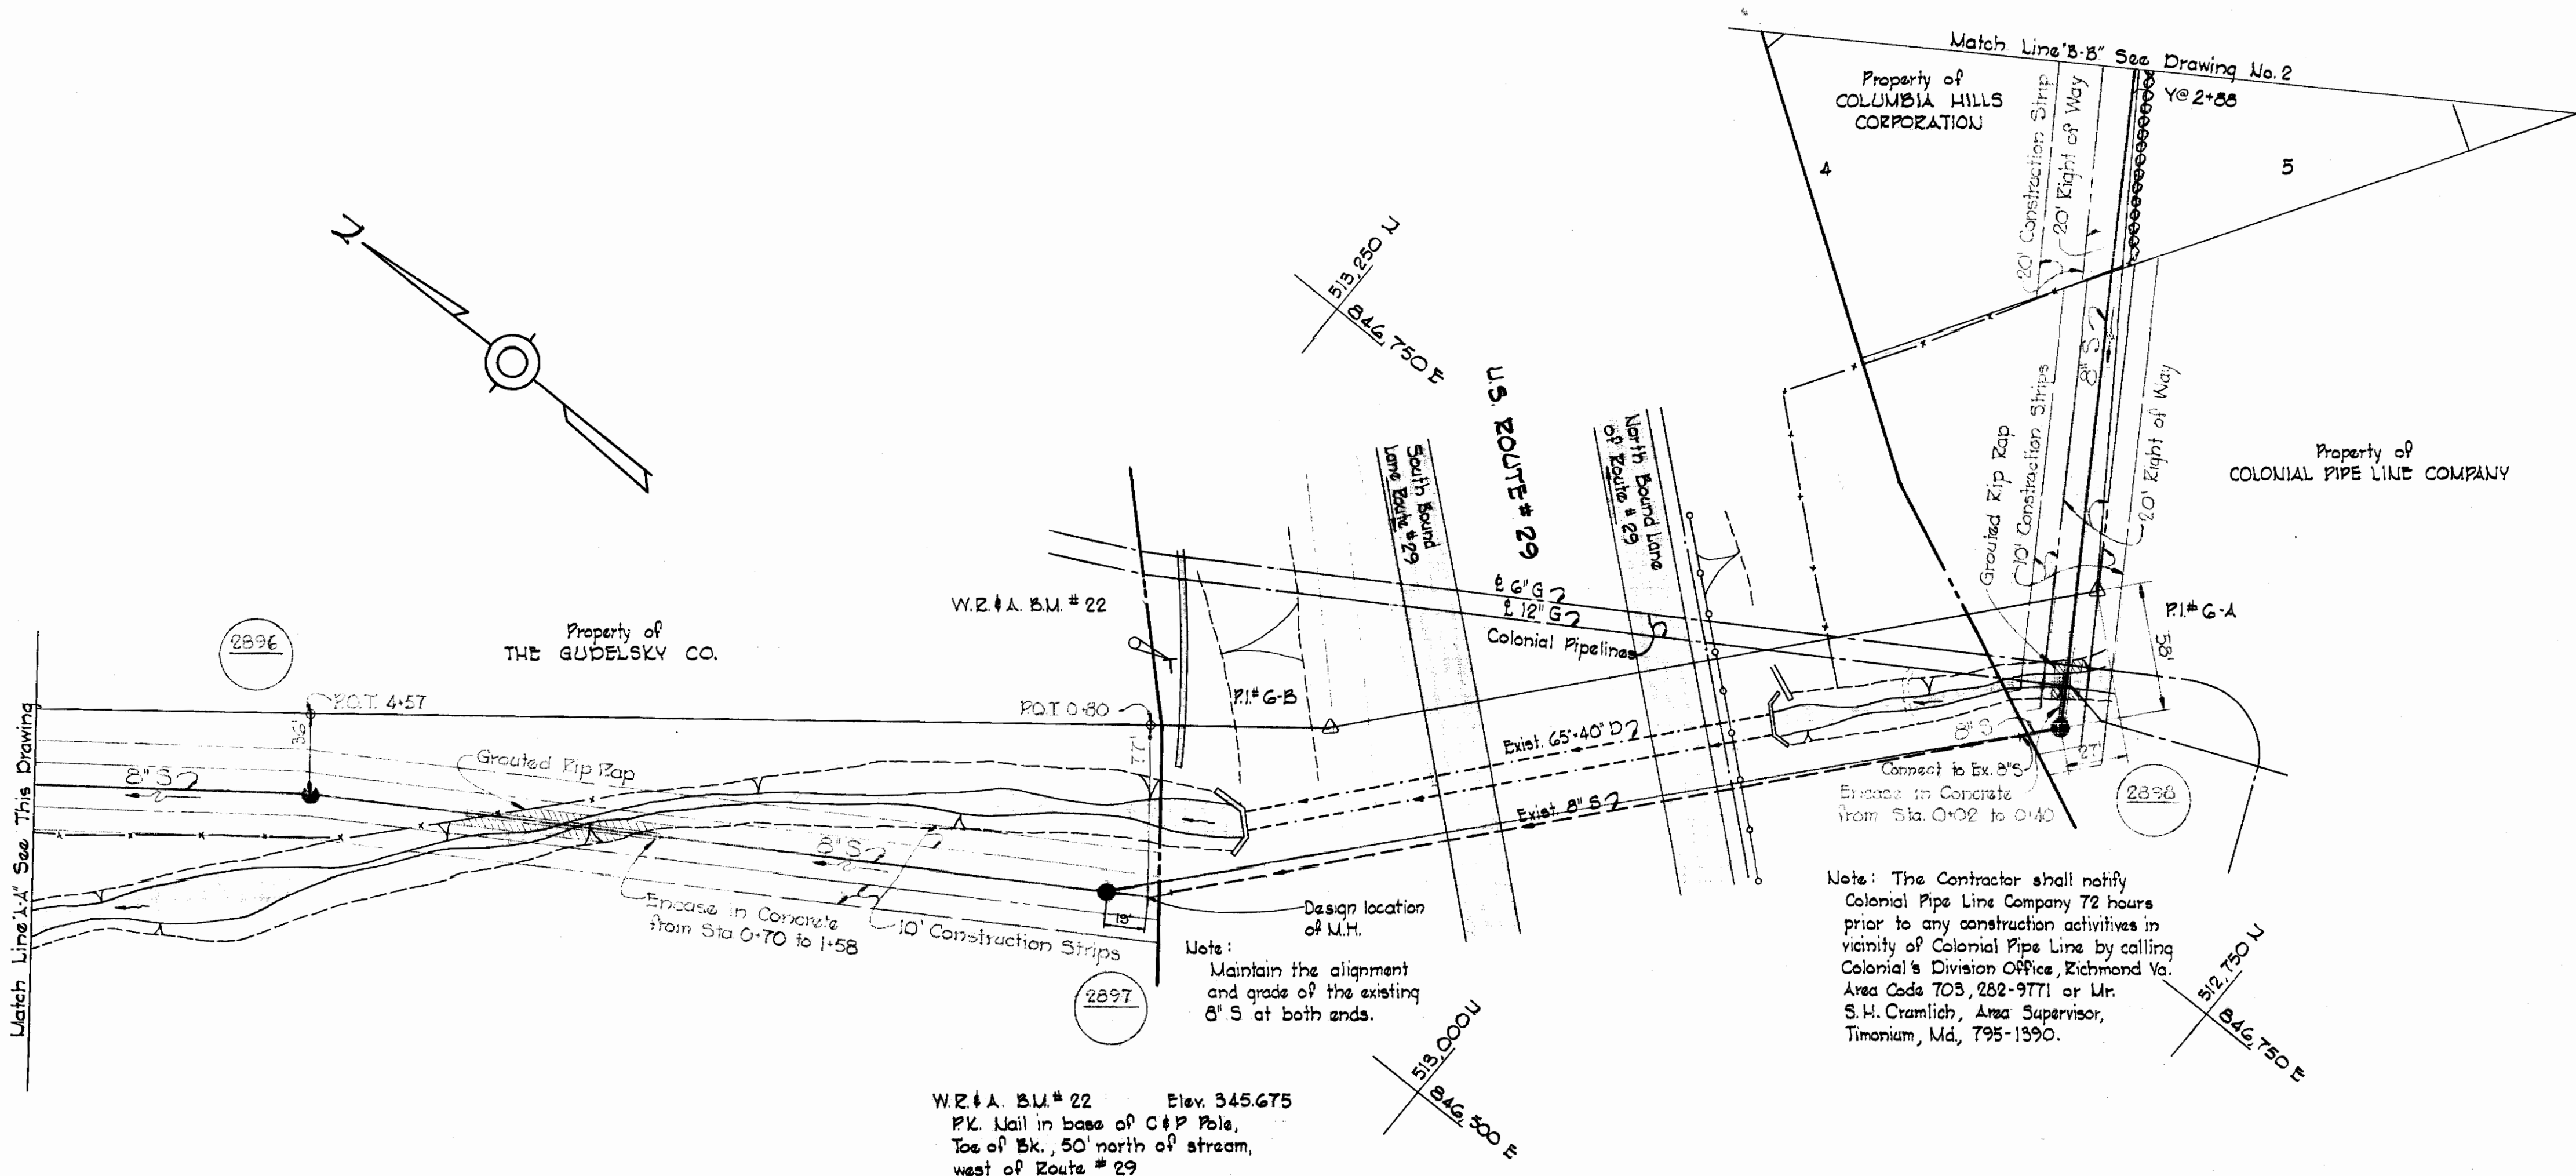 Match Line "B-B" See Drawing No. 2
Y@ 2+88
Property of
COLUMBIA HILLS
CORPORATION
4
5
20' Construction Strip
20' Right of Way
N
513,250 N
846,750 E
U.S. ROUTE # 29
South Bound
Lane Route #29
North Bound Lane
of Route # 29
8" S
10' Construction Strips
Grouted Rip Rap
20' Right of Way
Property of
COLONIAL PIPE LINE COMPANY
℄ 6" G
℄ 12" G
Colonial Pipelines
P.I.# 6-A
58'
W.R. & A. B.M. # 22
2896
Property of
THE GUDELSKY CO.
P.O.T. 4+57
36'
P.O.T. 0+80
77'
P.I.# 6-B
Match Line "A-A" See This Drawing
8" S
Grouted Rip Rap
Exist. 65"x40" D
Exist. 8" S
8" S
27'
Connect to Ex. 8" S
Encase in Concrete
from Sta. 0+02 to 0+40
2898
8" S
Encase in Concrete
from Sta. 0+70 to 1+58
10' Construction Strips
Design location
of M.H.
2897
Note:
Maintain the alignment
and grade of the existing
8" S at both ends.
Note: The Contractor shall notify
Colonial Pipe Line Company 72 hours
prior to any construction activitives in
vicinity of Colonial Pipe Line by calling
Colonial's Division Office, Richmond Va.
Area Code 703, 282-9771 or Mr.
S. H. Crumlich, Area Supervisor,
Timonium, Md., 795-1390.
512,750 N
846,750 E
513,000 N
846,500 E
W.R. & A. B.M. # 22 Elev. 345.675
P.K. Nail in base of C & P Pole,
Toe of Bk., 50' north of stream,
west of Route # 29